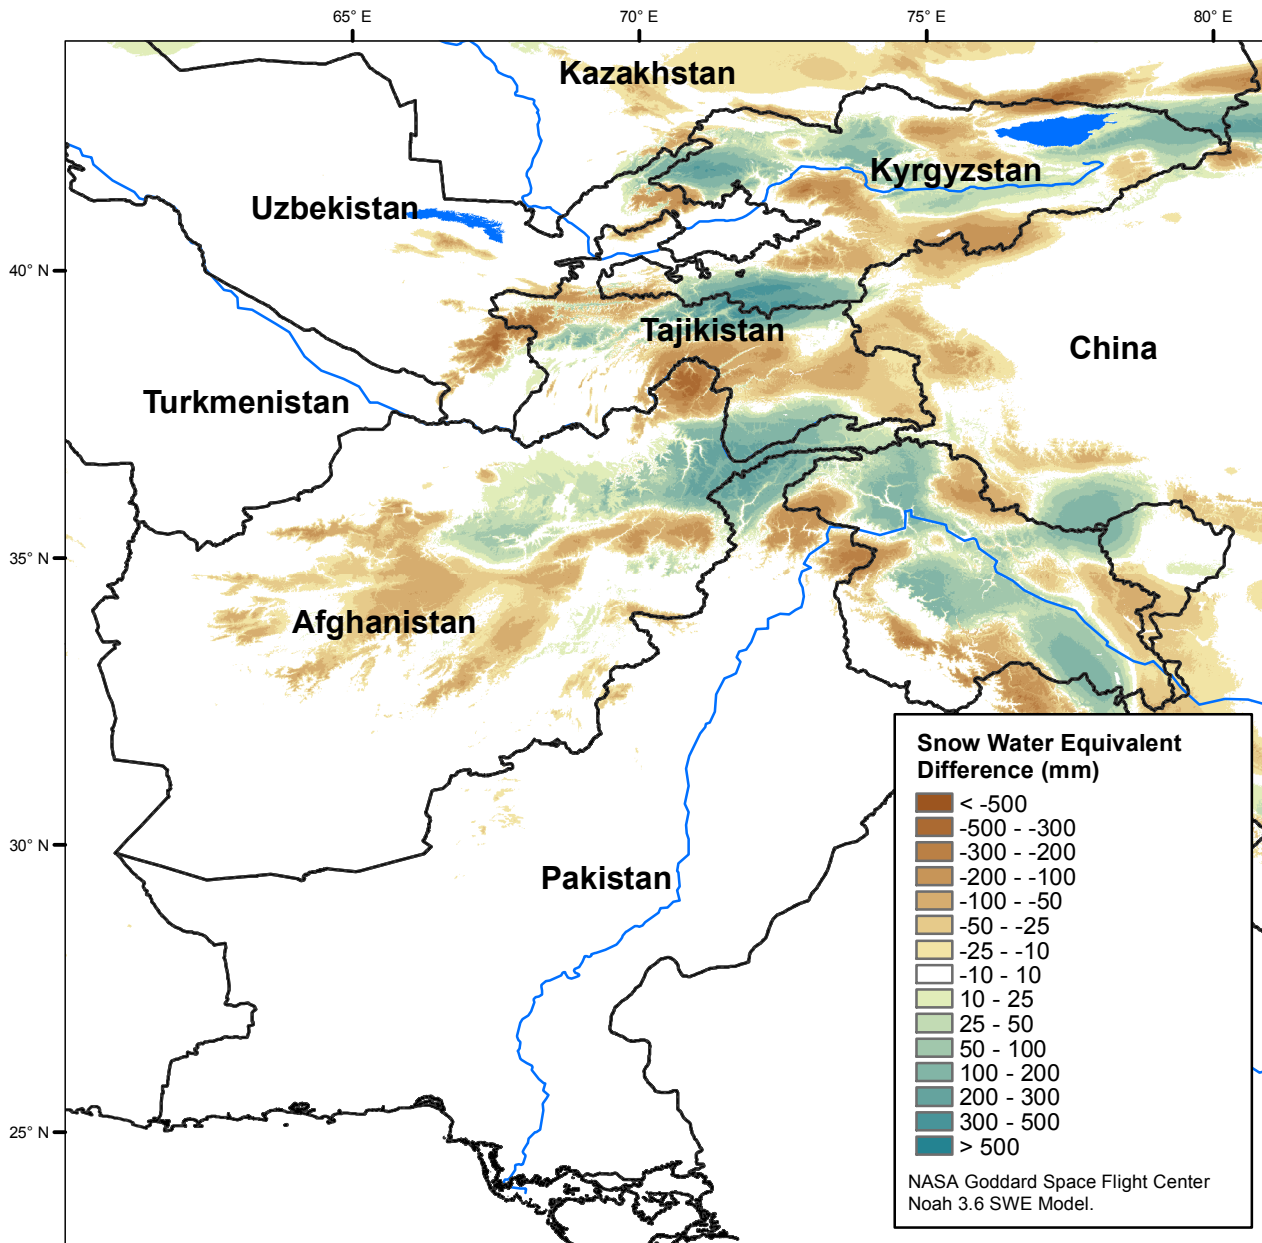 65° E
70° E
75° E
80° E
Kazakhstan
Kyrgyzstan
Uzbekistan
40° N
Tajikistan
China
Turkmenistan
35° N
Afghanistan
30° N
Pakistan
25° N
Snow Water Equivalent
Difference (mm)
< -500
-500 - -300
-300 - -200
-200 - -100
-100 - -50
-50 - -25
-25 - -10
-10 - 10
10 - 25
25 - 50
50 - 100
100 - 200
200 - 300
300 - 500
> 500
NASA Goddard Space Flight Center
Noah 3.6 SWE Model.